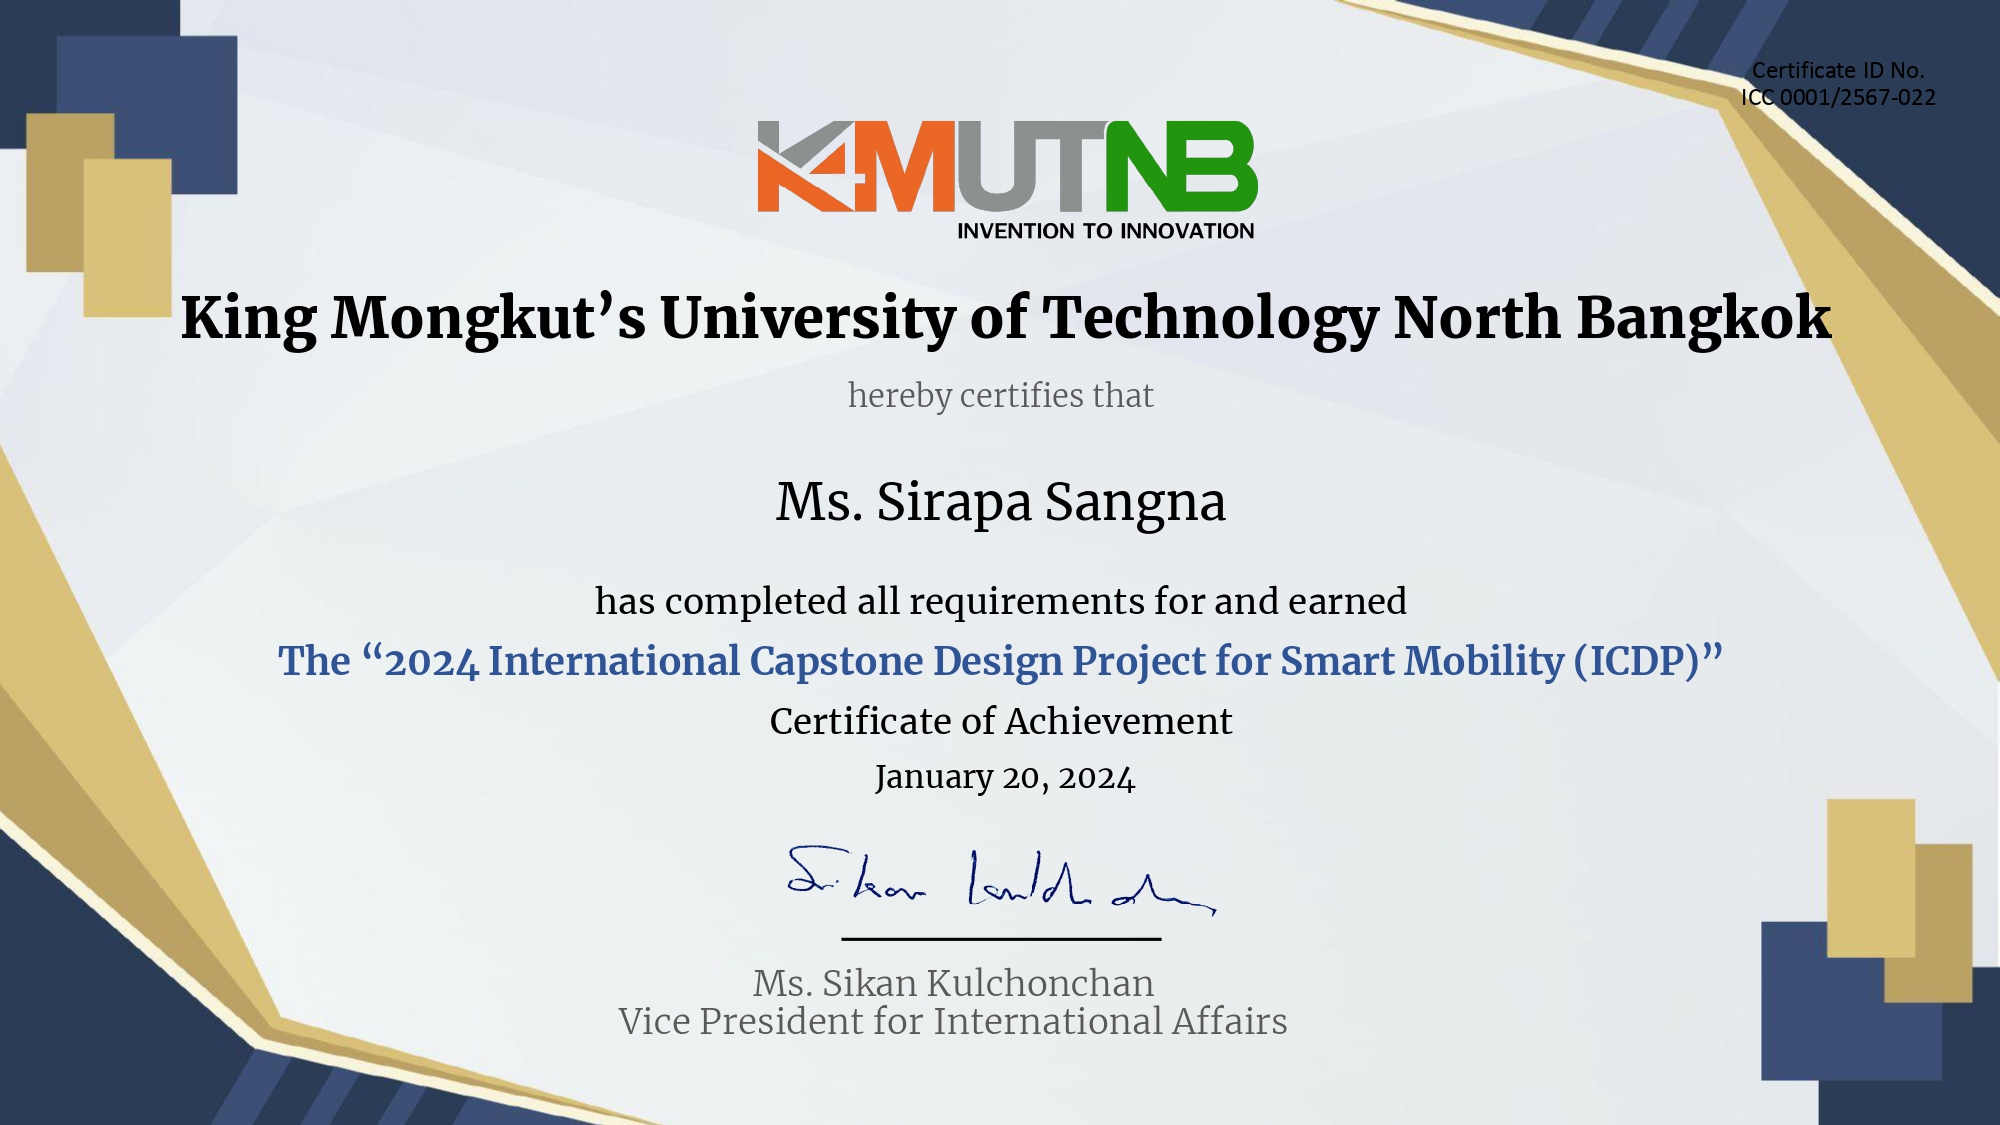 Certificate ID No.
ICC 0001/2567-022
KMUTNB
INVENTION TO INNOVATION
King Mongkut’s University of Technology North Bangkok
hereby certifies that
Ms. Sirapa Sangna
has completed all requirements for and earned
The “2024 International Capstone Design Project for Smart Mobility (ICDP)”
Certificate of Achievement
January 20, 2024
Ms. Sikan Kulchonchan
Vice President for International Affairs